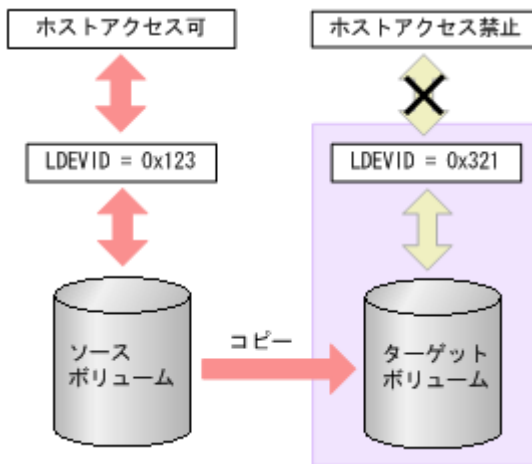 ホストアクセス可
ホストアクセス禁止
LDEVID = 0x123
LDEVID = 0x321
ソース
ボリューム
コピー
ターゲット
ボリューム